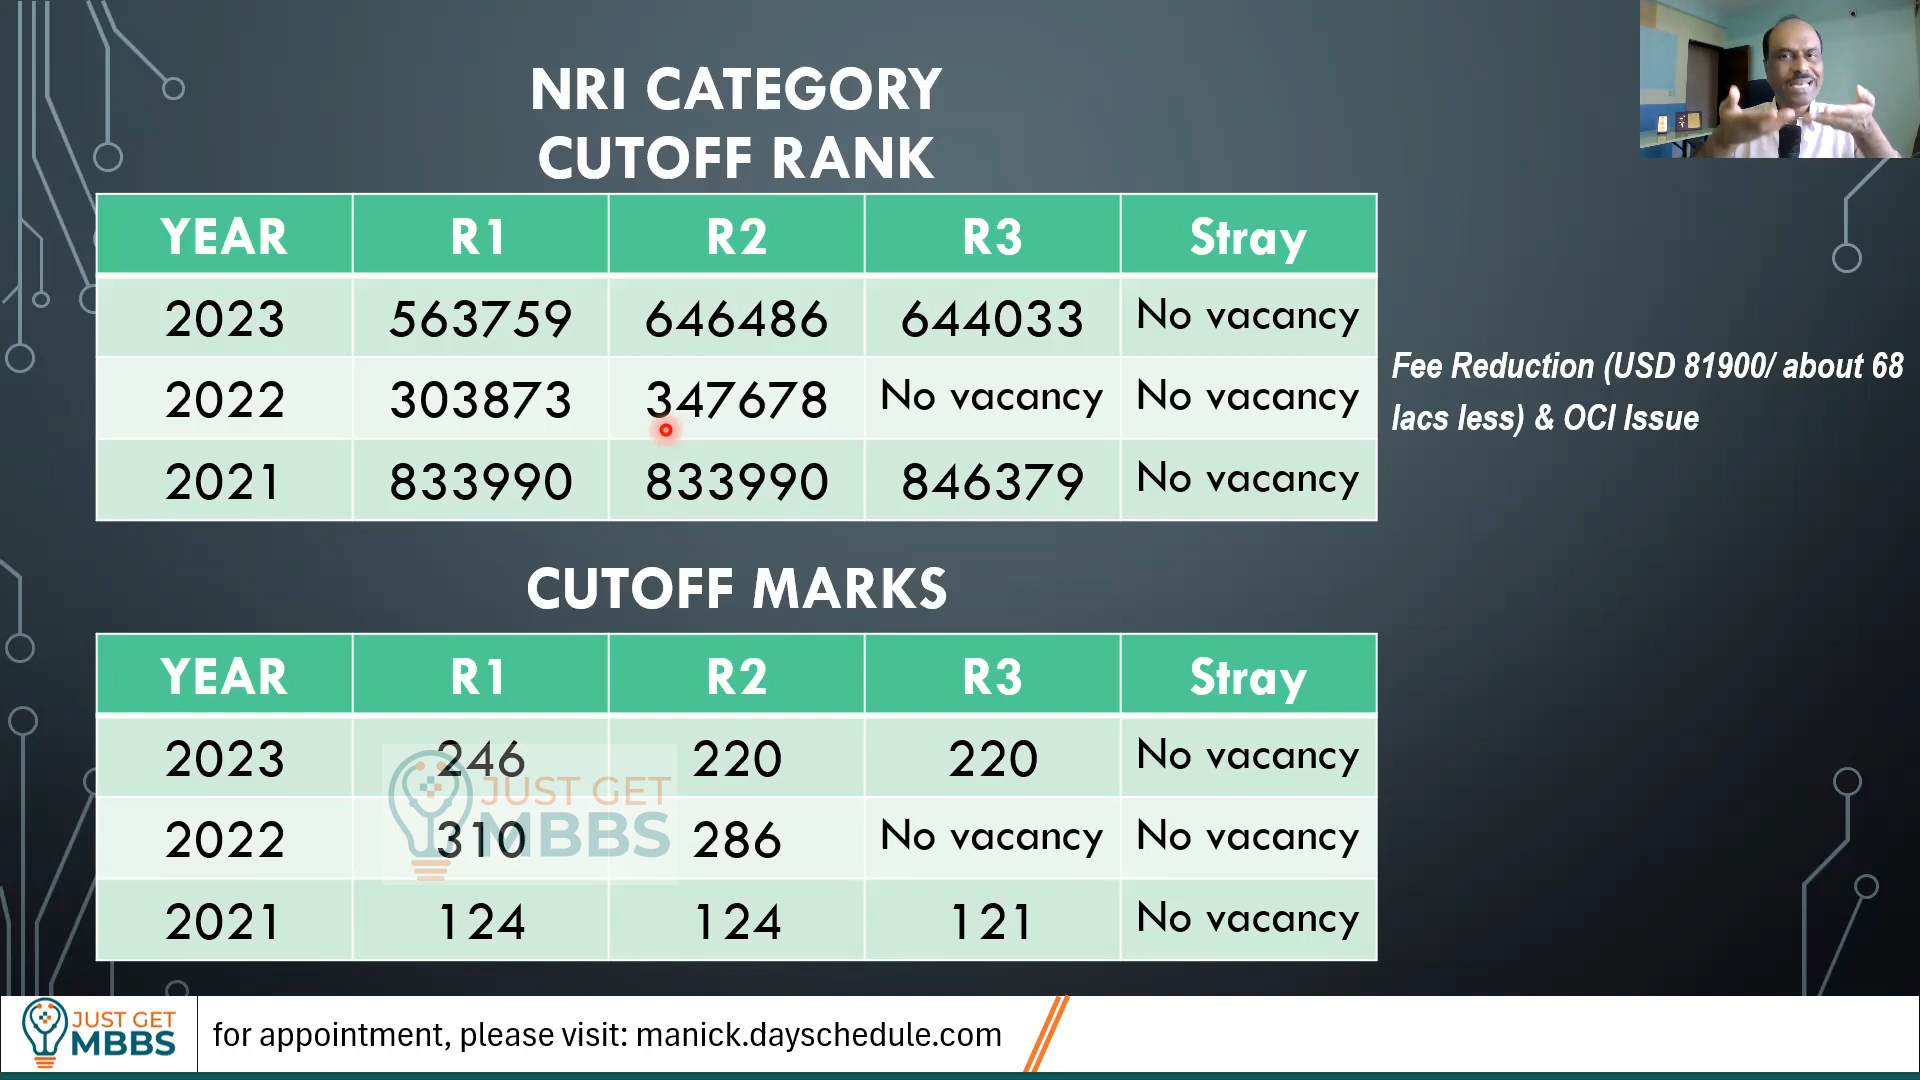 NRI CATEGORY
CUTOFF RANK
YEAR R1 R2 R3 Stray
2023 563759 646486 644033 No vacancy
2022 303873 347678 No vacancy No vacancy
2021 833990 833990 846379 No vacancy
Fee Reduction (USD 81900/ about 68
lacs less) & OCI Issue
CUTOFF MARKS
YEAR R1 R2 R3 Stray
2023 246 220 220 No vacancy
2022 310 286 No vacancy No vacancy
2021 124 124 121 No vacancy
JUST GET
MBBS
JUST GET
MBBS
for appointment, please visit: manick.dayschedule.com